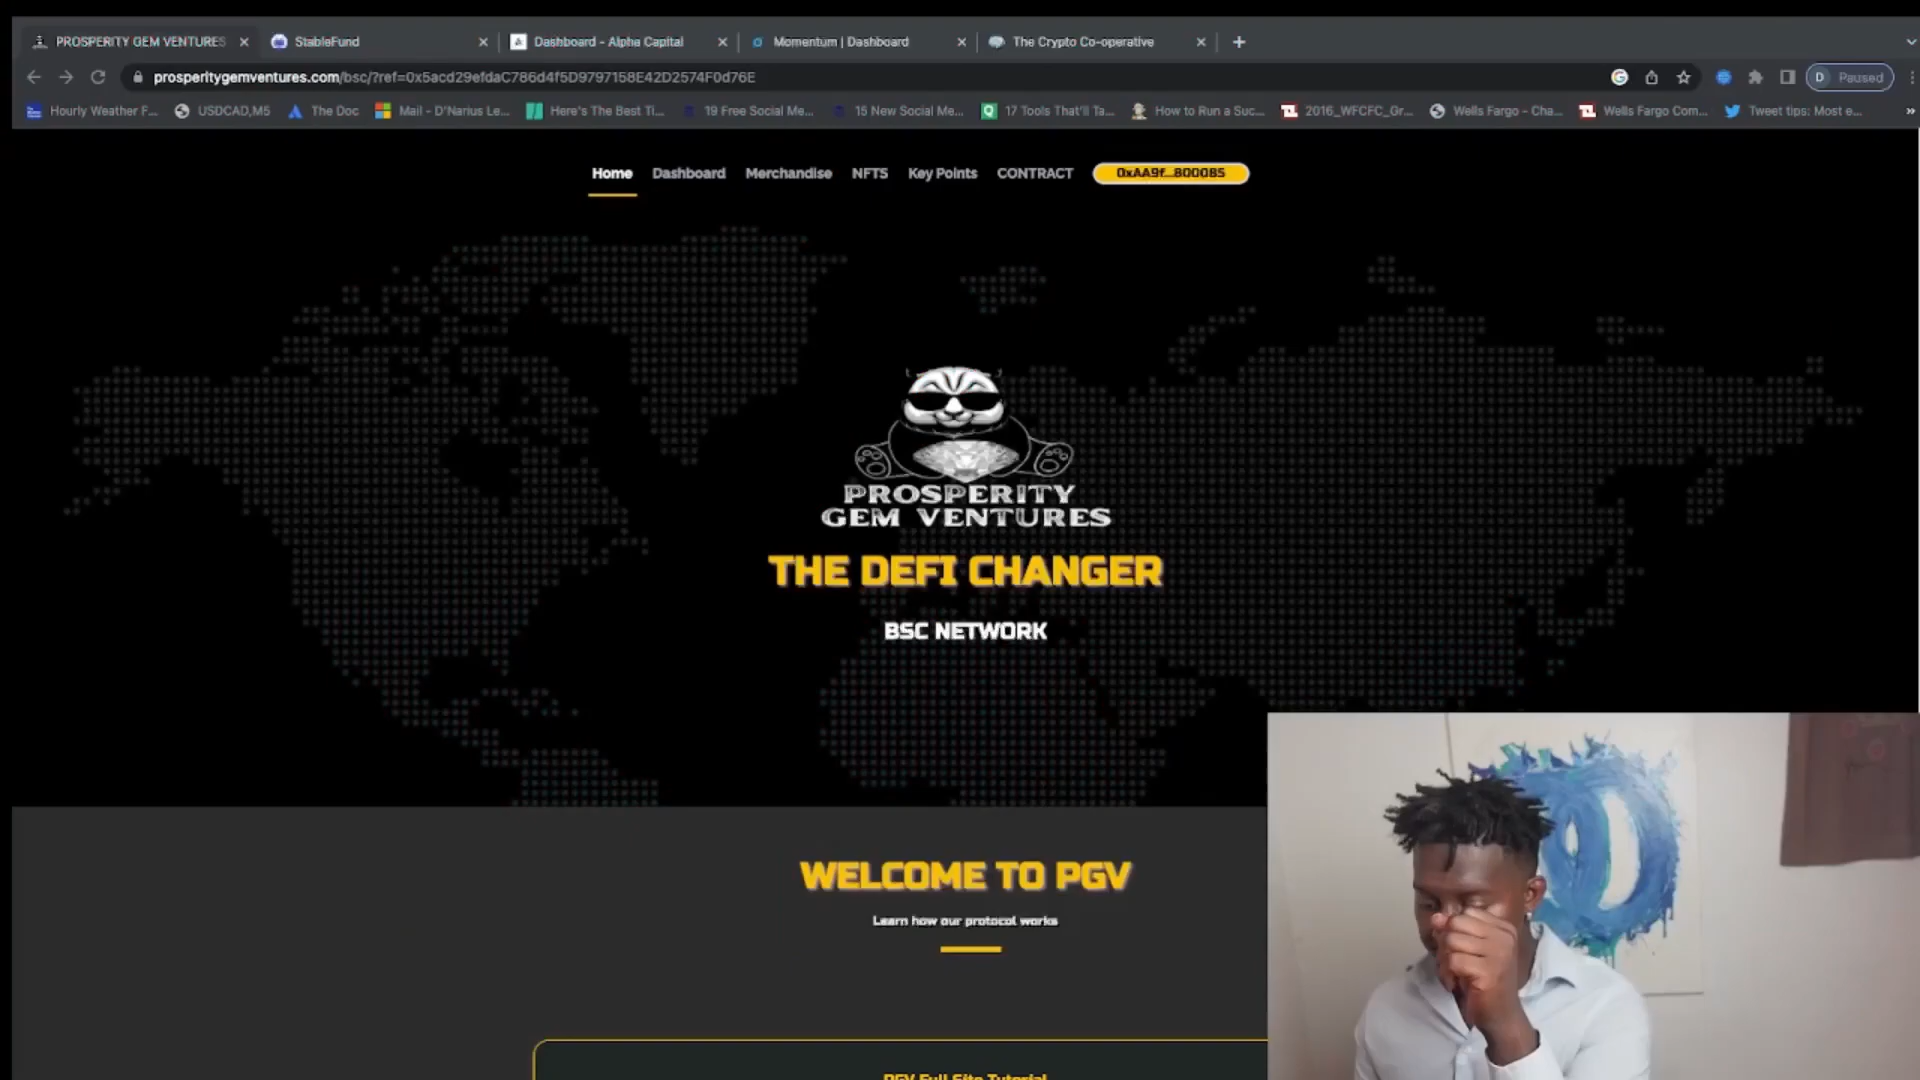 PROSPERITY GEM VENTURES
StableFund
Dashboard - Alpha Capital
Momentum | Dashboard
The Crypto Co-operative
prosperitygemventures.com/bsc/?ref=0x5acd29efdaC786d4f5D9797158E42D2574F0d76E
D Paused
Hourly Weather F...
USDCAD,M5
The Doc
Mail - D'Narius Le...
Here's The Best Ti...
19 Free Social Me...
15 New Social Me...
17 Tools That'll Ta...
How to Run a Suc...
2016_WFCFC_Gr...
Wells Fargo - Cha...
Wells Fargo Com...
Tweet tips: Most e...
Home
Dashboard
Merchandise
NFTS
Key Points
CONTRACT
0xAA9f...800085
PROSPERITY
GEM VENTURES
THE DEFI CHANGER
BSC NETWORK
WELCOME TO PGV
Learn how our protocol works
PGV Full Site Tutorial